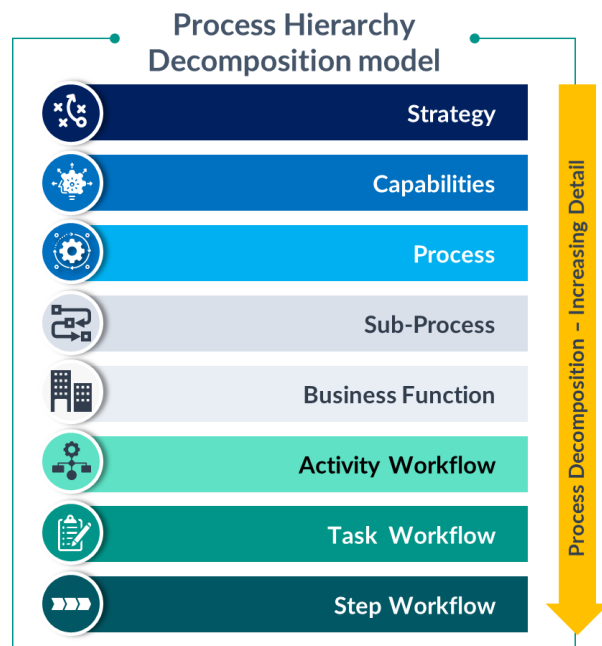 Process Hierarchy
Decomposition model
Strategy
Capabilities
Process
Sub-Process
Business Function
Activity Workflow
Task Workflow
Step Workflow
Process Decomposition – Increasing Detail